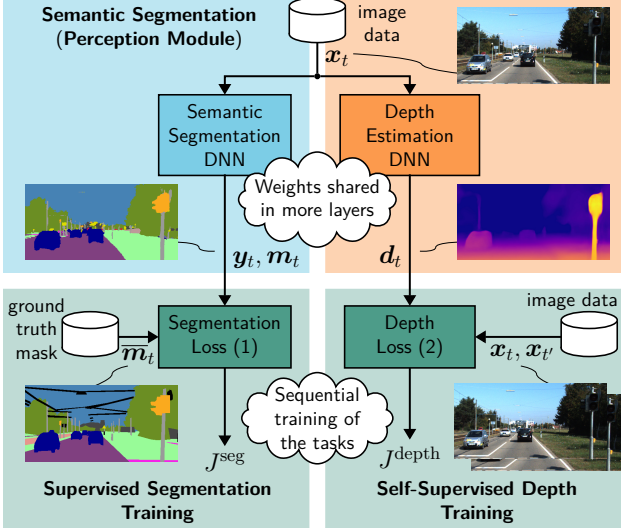 Semantic Segmentation
(Perception Module)
image
data
x_t
Semantic
Segmentation
DNN
Depth
Estimation
DNN
Weights shared
in more layers
y_t, m_t
d_t
ground
truth
mask
m̅_t
Segmentation
Loss (1)
Depth
Loss (2)
image data
x_t, x_{t'}
Sequential
training of
the tasks
J^seg
J^depth
Supervised Segmentation
Training
Self-Supervised Depth
Training